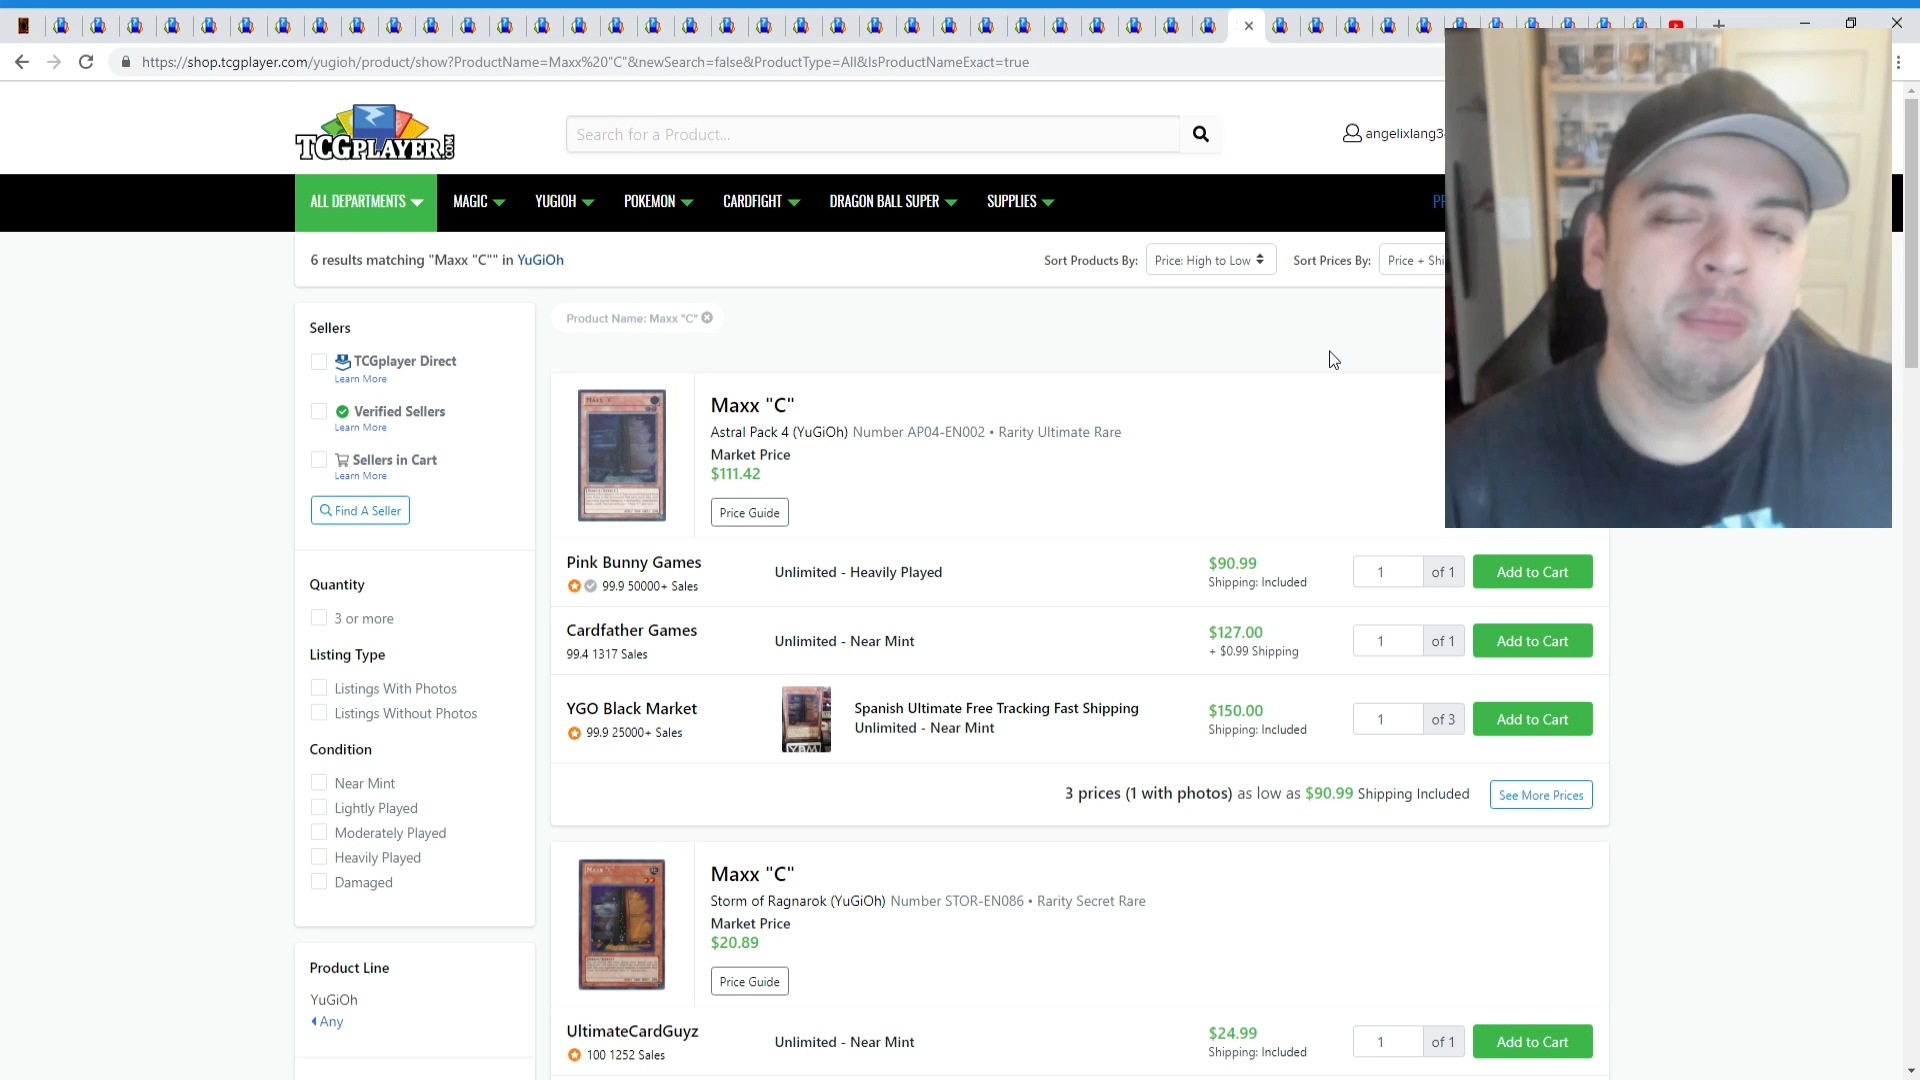 https://shop.tcgplayer.com/yugioh/product/show?ProductName=Maxx%20"C"&newSearch=false&ProductType=All&IsProductNameExact=true
TCGPLAYER.COM
Search for a Product...
angelixlang3
ALL DEPARTMENTS
MAGIC
YUGIOH
POKEMON
CARDFIGHT
DRAGON BALL SUPER
SUPPLIES
6 results matching "Maxx "C"" in YuGiOh
Sort Products By:
Price: High to Low
Sort Prices By:
Price + Shi
Sellers
TCGplayer Direct
Learn More
Verified Sellers
Learn More
Sellers in Cart
Learn More
Find A Seller
Quantity
3 or more
Listing Type
Listings With Photos
Listings Without Photos
Condition
Near Mint
Lightly Played
Moderately Played
Heavily Played
Damaged
Product Line
YuGiOh
Any
Product Name: Maxx "C"
Maxx "C"
Astral Pack 4 (YuGiOh) Number AP04-EN002 • Rarity Ultimate Rare
Market Price
$111.42
Price Guide
Pink Bunny Games
99.9 50000+ Sales
Unlimited - Heavily Played
$90.99
Shipping: Included
1 of 1
Add to Cart
Cardfather Games
99.4 1317 Sales
Unlimited - Near Mint
$127.00
+ $0.99 Shipping
1 of 1
Add to Cart
YGO Black Market
99.9 25000+ Sales
Spanish Ultimate Free Tracking Fast Shipping
Unlimited - Near Mint
$150.00
Shipping: Included
1 of 3
Add to Cart
3 prices (1 with photos) as low as $90.99 Shipping Included
See More Prices
Maxx "C"
Storm of Ragnarok (YuGiOh) Number STOR-EN086 • Rarity Secret Rare
Market Price
$20.89
Price Guide
UltimateCardGuyz
100 1252 Sales
Unlimited - Near Mint
$24.99
Shipping: Included
1 of 1
Add to Cart